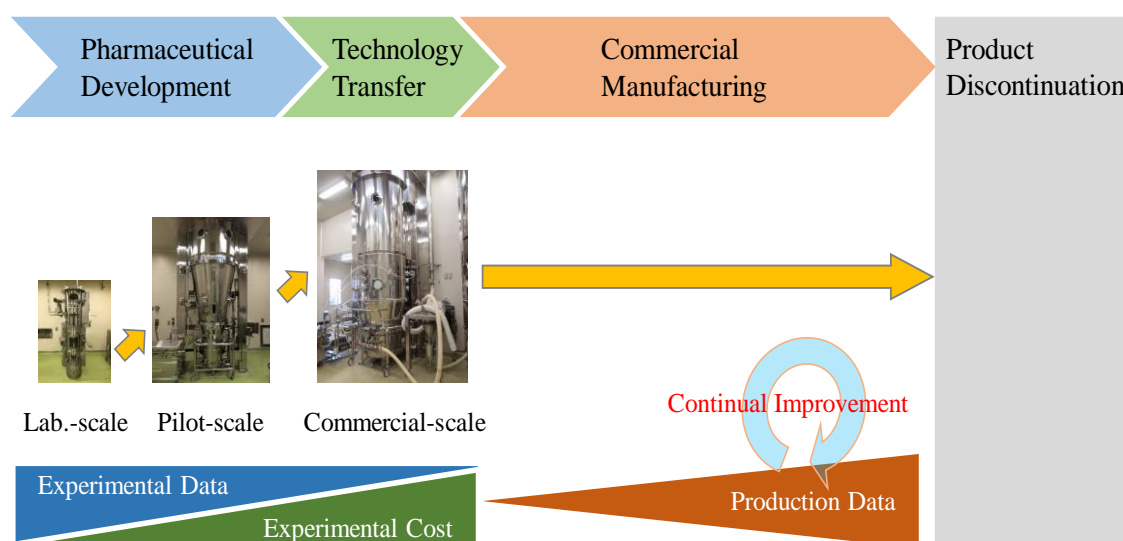 Pharmaceutical
Development
Technology
Transfer
Commercial
Manufacturing
Product
Discontinuation
Lab.-scale
Pilot-scale
Commercial-scale
Continual Improvement
Experimental Data
Experimental Cost
Production Data